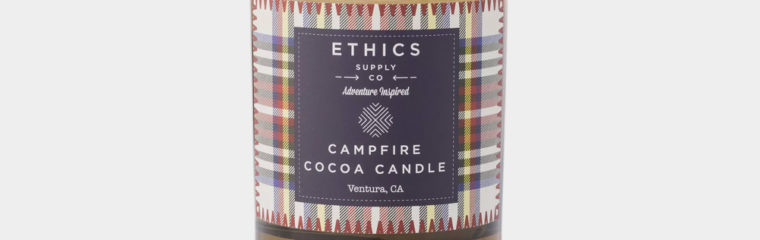 ETHICS
SUPPLY
CO
Adventure Inspired
CAMPFIRE
COCOA CANDLE
Ventura, CA